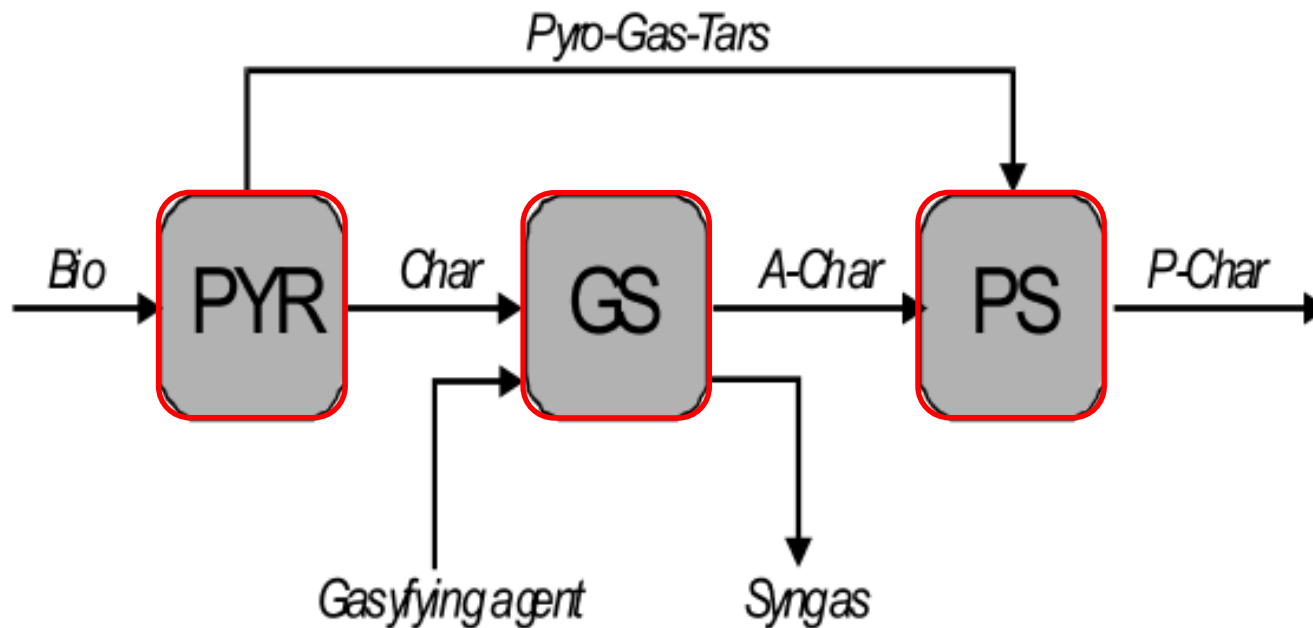 Pyro-Gas-Tars
Bio
Char
A-Char
P-Char
PYR
GS
PS
Gasyfying agent
Syngas